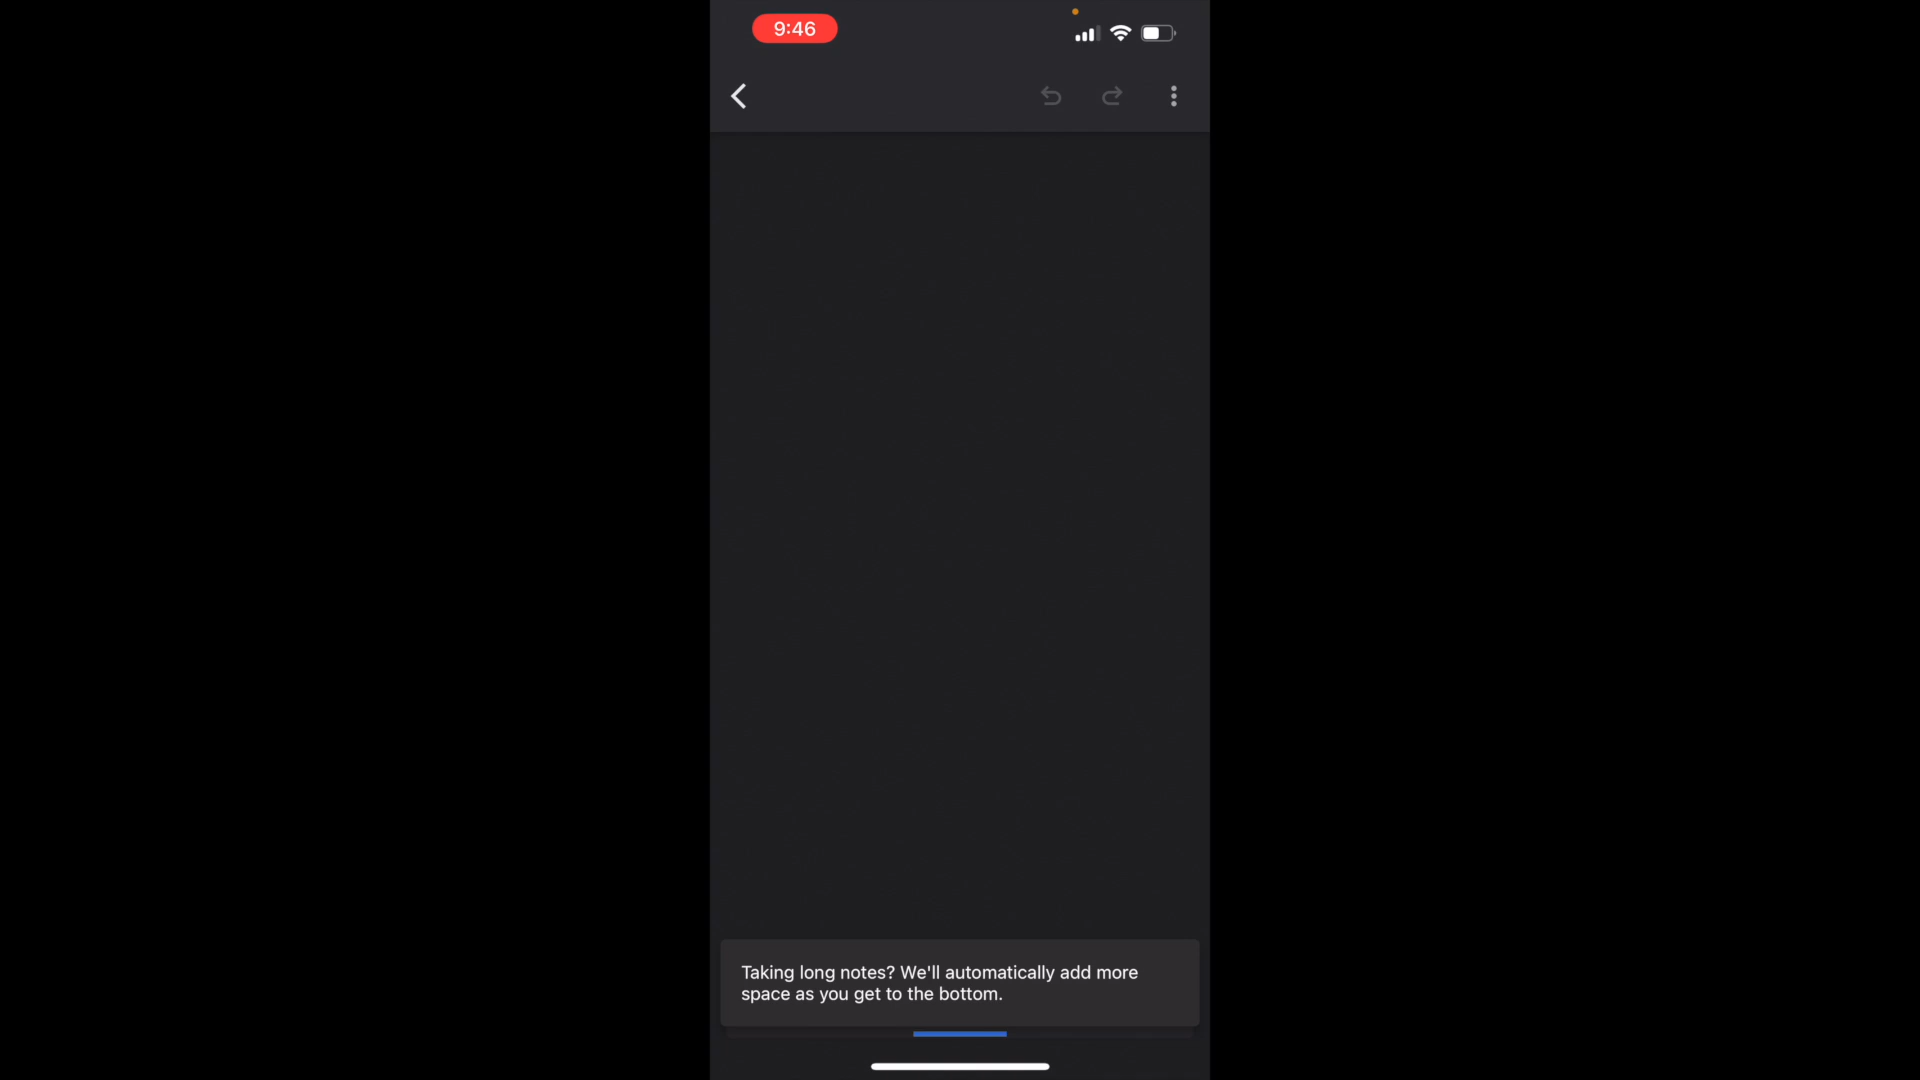 9:46
Taking long notes? We'll automatically add more
space as you get to the bottom.